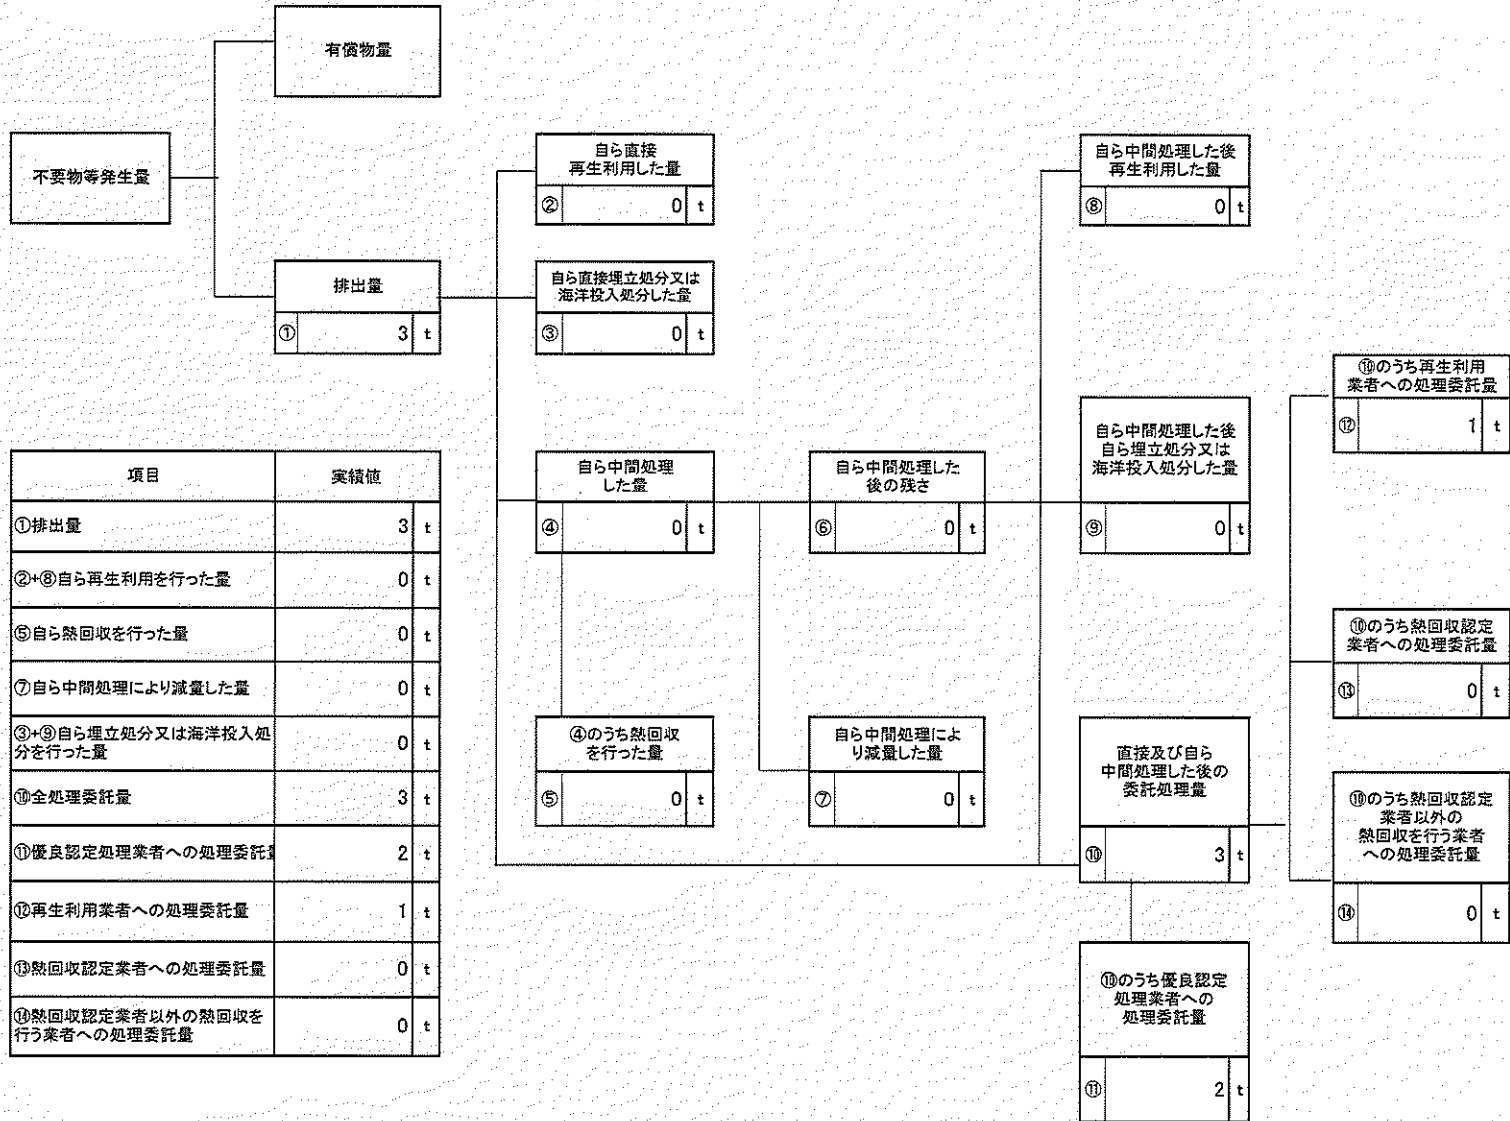 有償物量
不要物等発生量
排出量
① 3 t
自ら直接
再生利用した量
② 0 t
自ら直接埋立処分又は
海洋投入処分した量
③ 0 t
自ら中間処理
した量
④ 0 t
④のうち熱回収
を行った量
⑤ 0 t
自ら中間処理した
後の残さ
⑥ 0 t
自ら中間処理によ
り減量した量
⑦ 0 t
自ら中間処理した後
再生利用した量
⑧ 0 t
自ら中間処理した後
自ら埋立処分又は
海洋投入処分した量
⑨ 0 t
直接及び自ら
中間処理した後の
委託処理量
⑩ 3 t
⑩のうち優良認定
処理業者への
処理委託量
⑪ 2 t
⑩のうち再生利用
業者への処理委託量
⑫ 1 t
⑩のうち熱回収認定
業者への処理委託量
⑬ 0 t
⑩のうち熱回収認定
業者以外の
熱回収を行う業者
への処理委託量
⑭ 0 t
項目 実績値
①排出量 3 t
②+⑧自ら再生利用を行った量 0 t
⑤自ら熱回収を行った量 0 t
⑦自ら中間処理により減量した量 0 t
③+⑨自ら埋立処分又は海洋投入処
分を行った量 0 t
⑩全処理委託量 3 t
⑪優良認定処理業者への処理委託量 2 t
⑫再生利用業者への処理委託量 1 t
⑬熱回収認定業者への処理委託量 0 t
⑭熱回収認定業者以外の熱回収を
行う業者への処理委託量 0 t